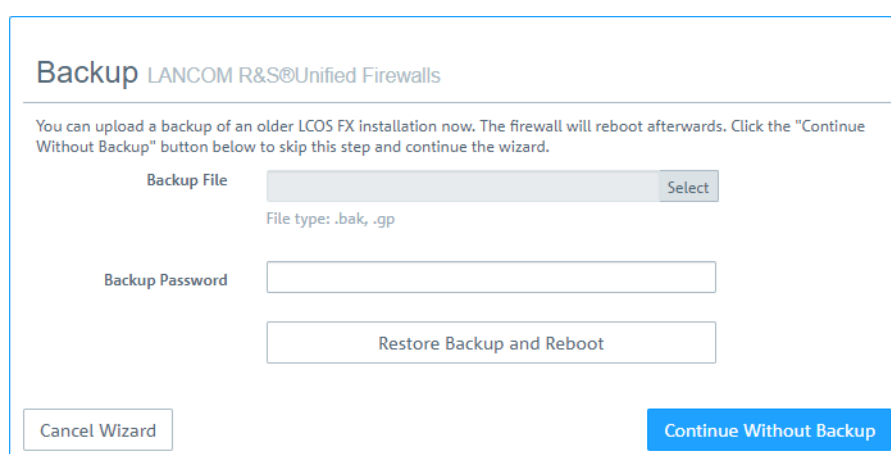 Backup LANCOM R&S®Unified Firewalls
You can upload a backup of an older LCOS FX installation now. The firewall will reboot afterwards. Click the "Continue
Without Backup" button below to skip this step and continue the wizard.
Backup File
Select
File type: .bak, .gp
Backup Password
Restore Backup and Reboot
Cancel Wizard
Continue Without Backup